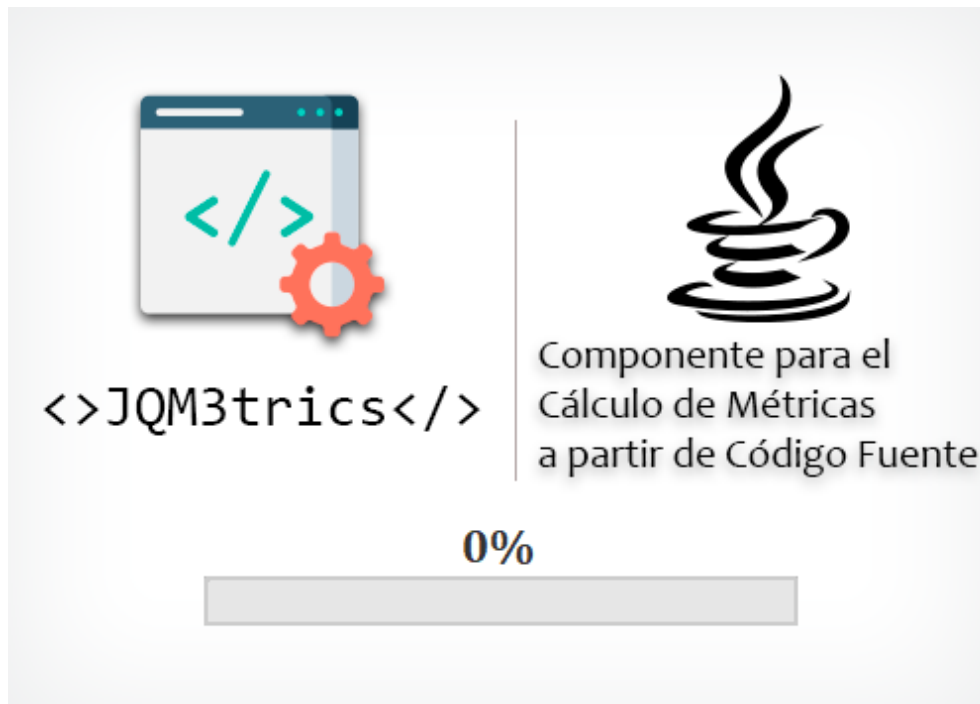 </>
<>JQM3trics</>
Componente para el
Cálculo de Métricas
a partir de Código Fuente
0%